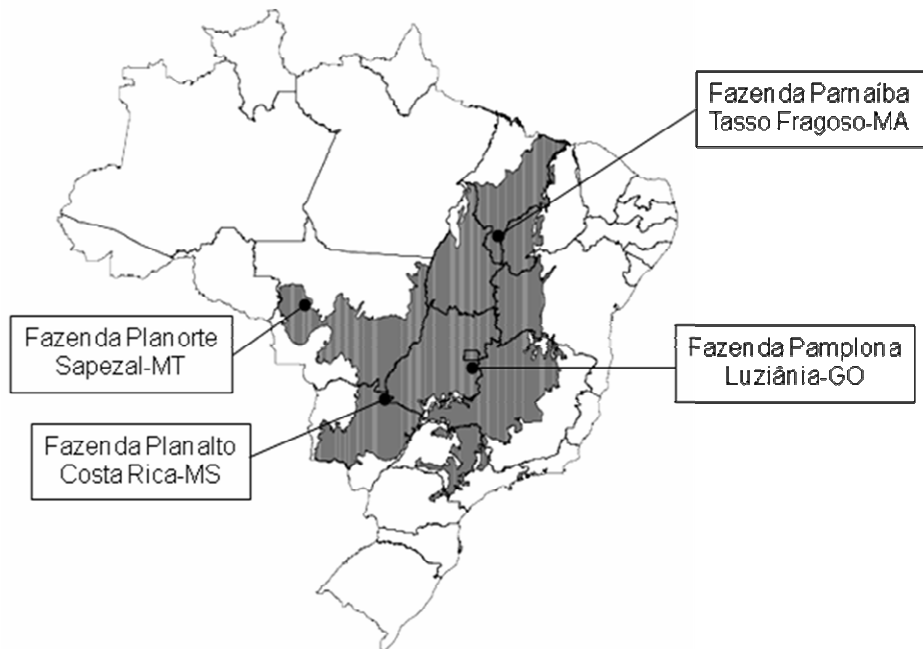 Fazenda Parnaíba
Tasso Fragoso-MA
Fazenda Planorte
Sapezal-MT
Fazenda Pamplona
Luziânia-GO
Fazenda Planalto
Costa Rica-MS